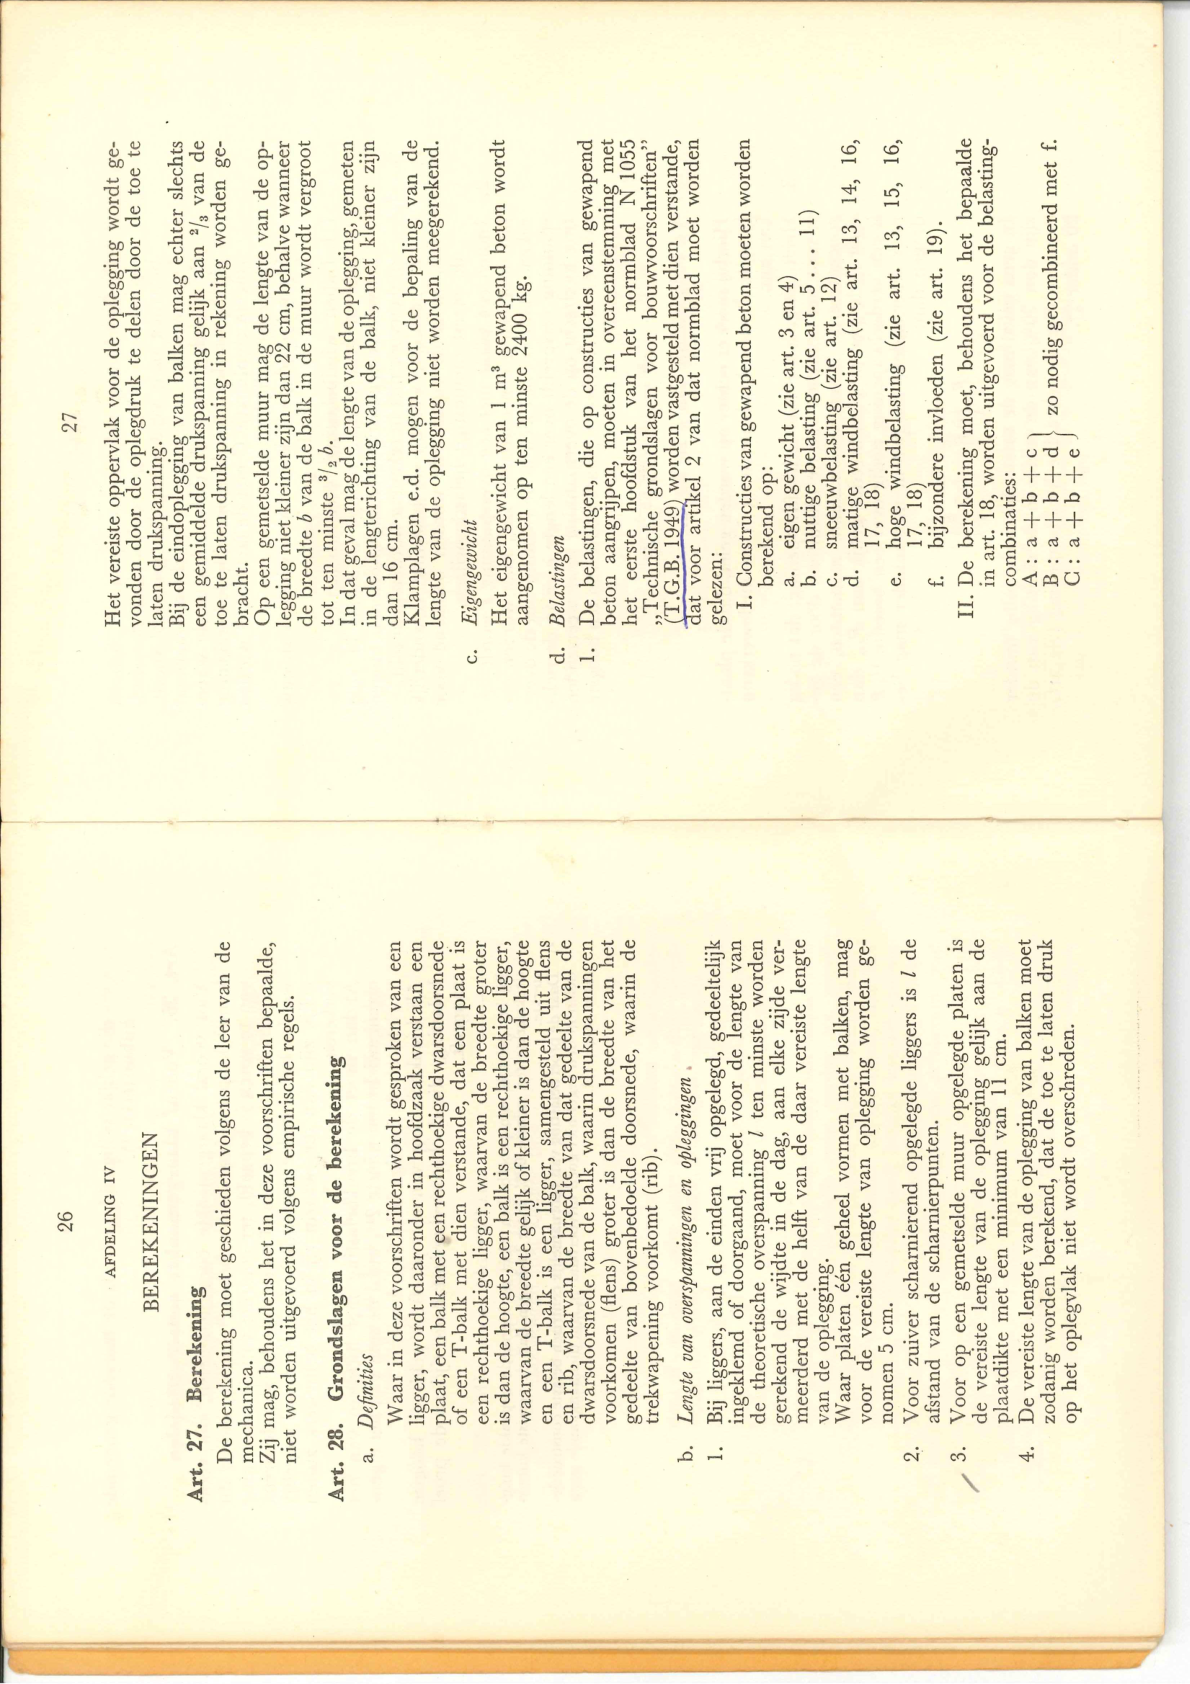 26
AFDELING IV
BEREKENINGEN
Art. 27. Berekening
De berekening moet geschieden volgens de leer van de
mechanica.
Zij mag, behoudens het in deze voorschriften bepaalde,
niet worden uitgevoerd volgens empirische regels.
Art. 28. Grondslagen voor de berekening
a. Definities
Waar in deze voorschriften wordt gesproken van een
ligger, wordt daaronder in hoofdzaak verstaan een
plaat, een balk met een rechthoekige dwarsdoorsnede
of een T-balk met dien verstande, dat een plaat is
een rechthoekige ligger, waarvan de breedte groter
is dan de hoogte, een balk is een rechthoekige ligger,
waarvan de breedte gelijk of kleiner is dan de hoogte
en een T-balk is een ligger, samengesteld uit flens
en rib, waarvan de breedte van dat gedeelte van de
dwarsdoorsnede van de balk, waarin drukspanningen
voorkomen (flens) groter is dan de breedte van het
gedeelte van bovenbedoelde doorsnede, waarin de
trekwapening voorkomt (rib).
b. Lengte van overspanningen en opleggingen
1. Bij liggers, aan de einden vrij opgelegd, gedeeltelijk
ingeklemd of doorgaand, moet voor de lengte van
de theoretische overspanning l ten minste worden
gerekend de wijdte in de dag, aan elke zijde ver-
meerderd met de helft van de daar vereiste lengte
van de oplegging.
Waar platen één geheel vormen met balken, mag
voor de vereiste lengte van oplegging worden ge-
nomen 5 cm.
2. Voor zuiver scharnierend opgelegde liggers is l de
afstand van de scharnierpunten.
3. Voor op een gemetselde muur opgelegde platen is
de vereiste lengte van de oplegging gelijk aan de
plaatdikte met een minimum van 11 cm.
4. De vereiste lengte van de oplegging van balken moet
zodanig worden berekend, dat de toe te laten druk
op het oplegvlak niet wordt overschreden.
27
Het vereiste oppervlak voor de oplegging wordt ge-
vonden door de oplegdruk te delen door de toe te
laten drukspanning.
Bij de eindoplegging van balken mag echter slechts
een gemiddelde drukspanning gelijk aan 2/3 van de
toe te laten drukspanning in rekening worden ge-
bracht.
Op een gemetselde muur mag de lengte van de op-
legging niet kleiner zijn dan 22 cm, behalve wanneer
de breedte b van de balk in de muur wordt vergroot
tot ten minste 3/2 b.
In dat geval mag de lengte van de oplegging, gemeten
in de lengterichting van de balk, niet kleiner zijn
dan 16 cm.
Klamplagen e.d. mogen voor de bepaling van de
lengte van de oplegging niet worden meegerekend.
c. Eigengewicht
Het eigengewicht van 1 m³ gewapend beton wordt
aangenomen op ten minste 2400 kg.
d. Belastingen
1. De belastingen, die op constructies van gewapend
beton aangrijpen, moeten in overeenstemming met
het eerste hoofdstuk van het normblad N 1055
„Technische grondslagen voor bouwvoorschriften”
(T.G.B. 1949) worden vastgesteld met dien verstande,
dat voor artikel 2 van dat normblad moet worden
gelezen:
I. Constructies van gewapend beton moeten worden
berekend op:
a. eigen gewicht (zie art. 3 en 4)
b. nuttige belasting (zie art. 5.... 11)
c. sneeuwbelasting (zie art. 12)
d. matige windbelasting (zie art. 13, 14, 16,
17, 18)
e. hoge windbelasting (zie art. 13, 15, 16,
17, 18)
f. bijzondere invloeden (zie art. 19).
II. De berekening moet, behoudens het bepaalde
in art. 18, worden uitgevoerd voor de belasting-
combinaties:
A: a + b + c
B: a + b + d } zo nodig gecombineerd met f.
C: a + b + e